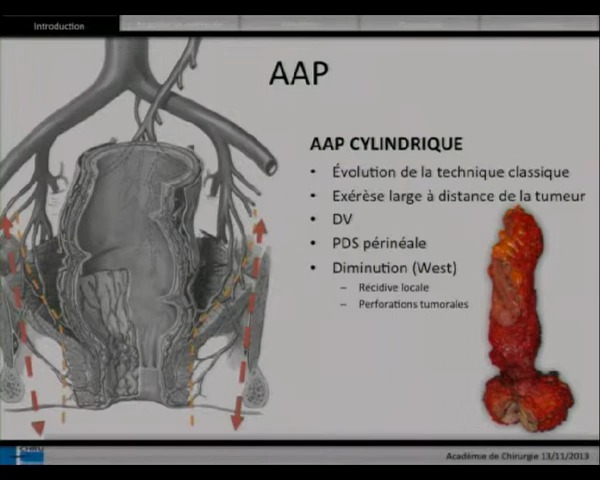 Introduction
AAP
AAP CYLINDRIQUE
• Évolution de la technique classique
• Exérèse large à distance de la tumeur
• DV
• PDS périnéale
• Diminution (West)
– Récidive locale
– Perforations tumorales
CHRU
Académie de Chirurgie 13/11/2013